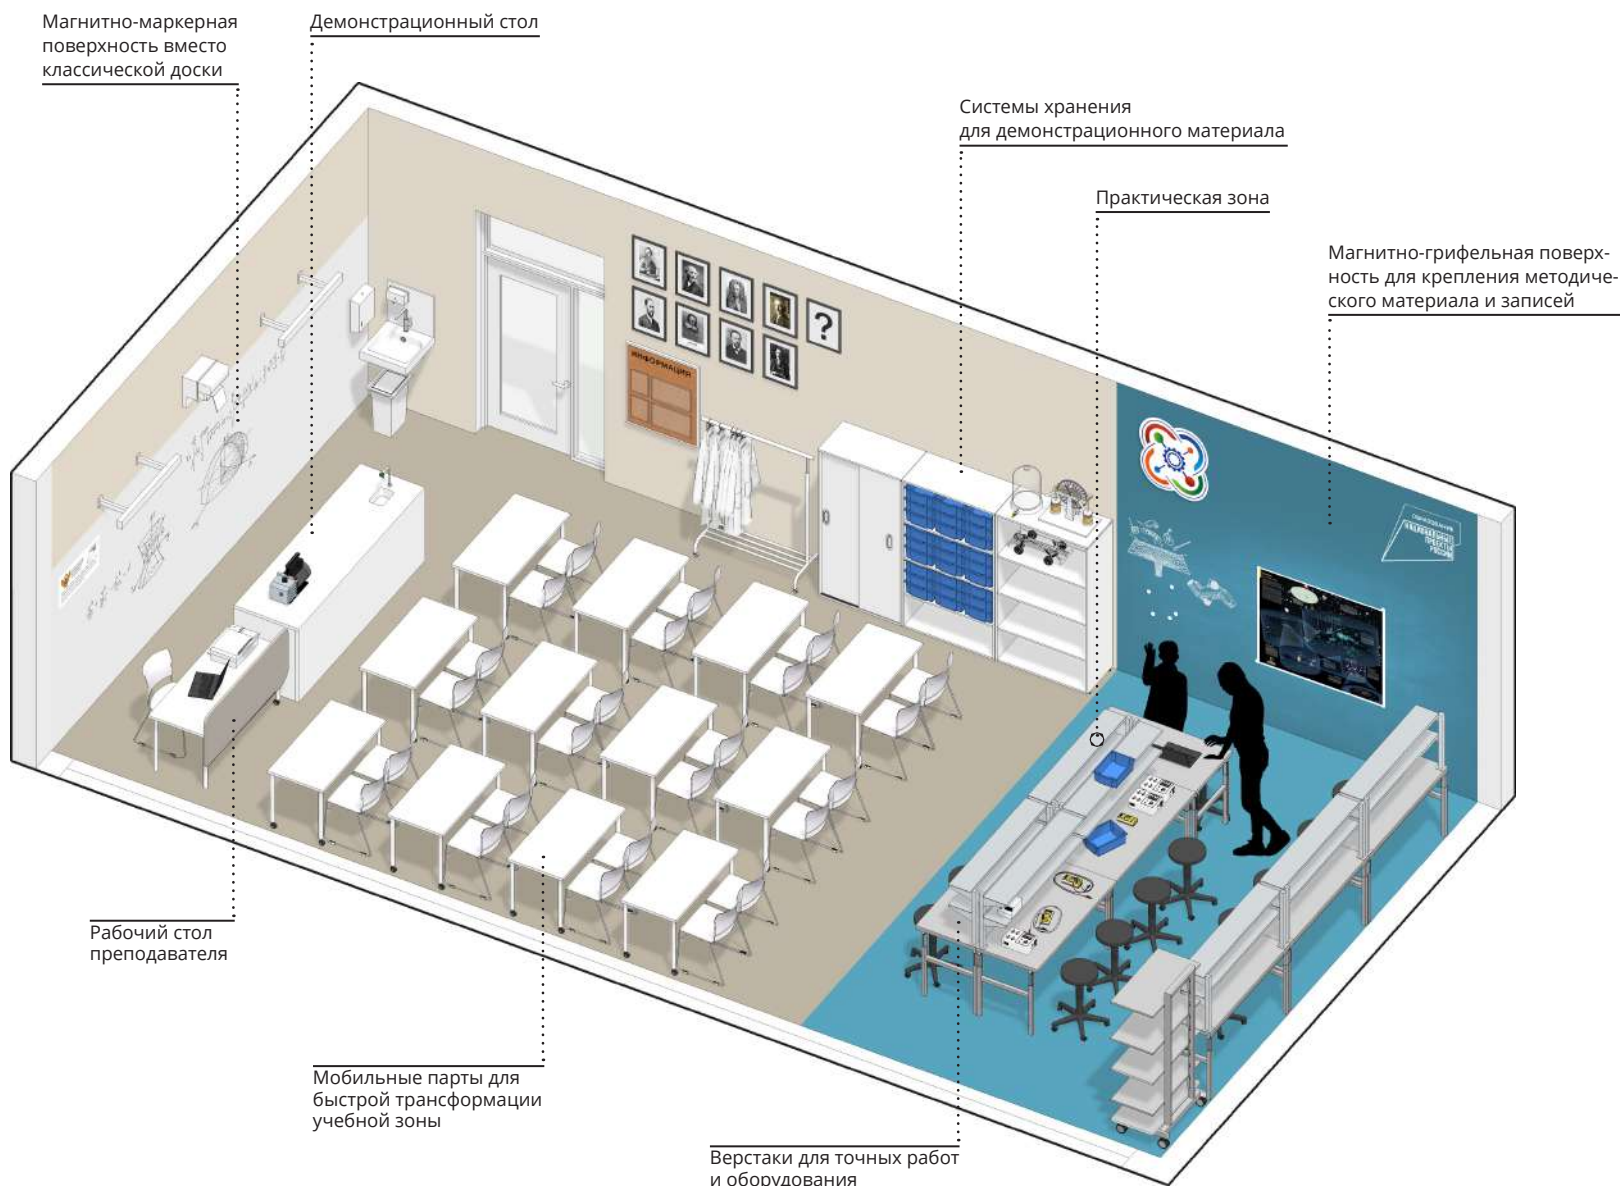 Магнитно-маркерная
поверхность вместо
классической доски
Демонстрационный стол
Системы хранения
для демонстрационного материала
Практическая зона
Магнитно-грифельная поверх-
ность для крепления методиче-
ского материала и записей
ИНФОРМАЦИЯ
?
Рабочий стол
преподавателя
Мобильные парты для
быстрой трансформации
учебной зоны
Верстаки для точных работ
и оборудования